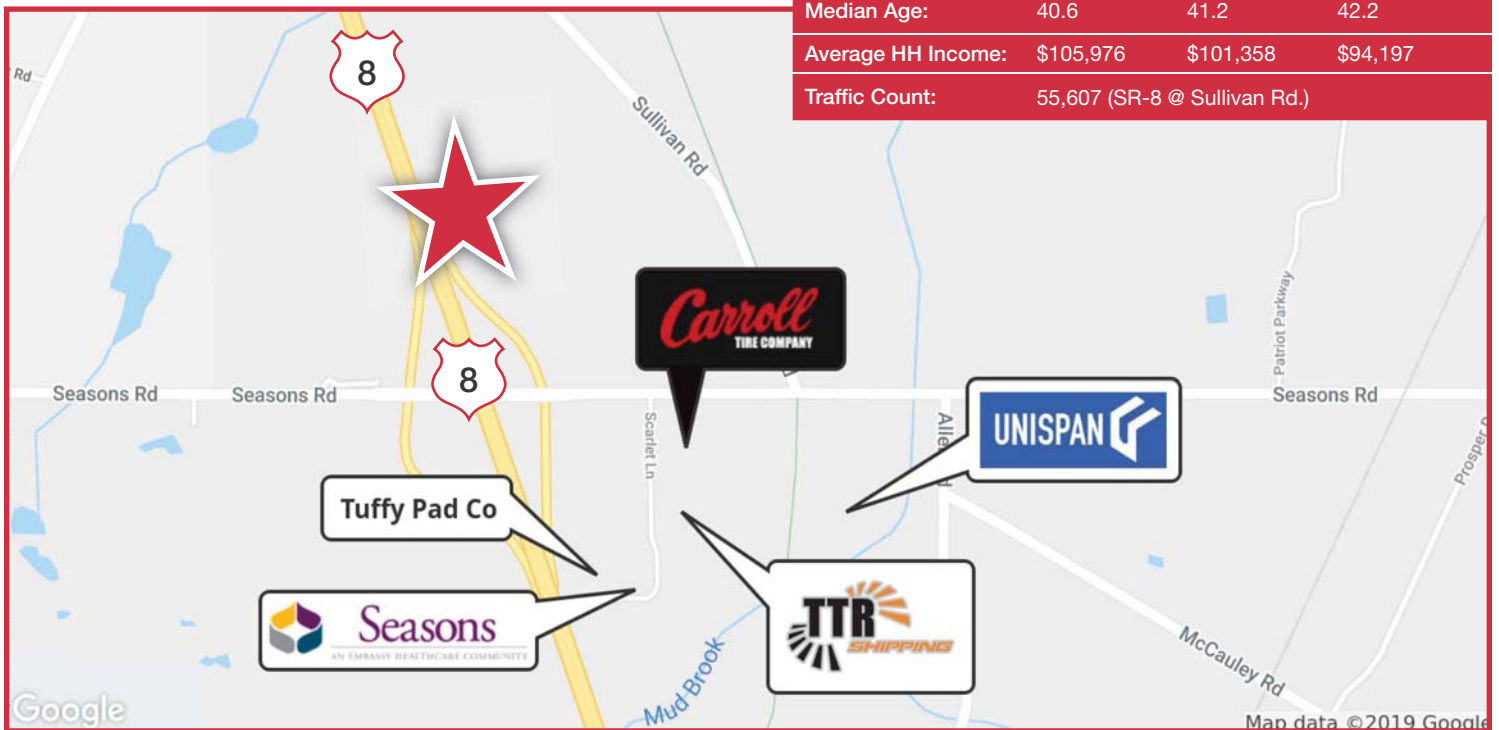 Median Age: 40.6 41.2 42.2
Average HH Income: $105,976 $101,358 $94,197
Traffic Count: 55,607 (SR-8 @ Sullivan Rd.)
Rd
8
Sullivan Rd
Carroll
TIRE COMPANY
Patriot Parkway
8
Seasons Rd
Seasons Rd
Seasons Rd
Scarlet Ln
UNISPAN
Tuffy Pad Co
Seasons
AN EMBASSY HEALTHCARE COMMUNITY
TTR
SHIPPING
McCauley Rd
Mud Brook
Google
Map data ©2019 Google